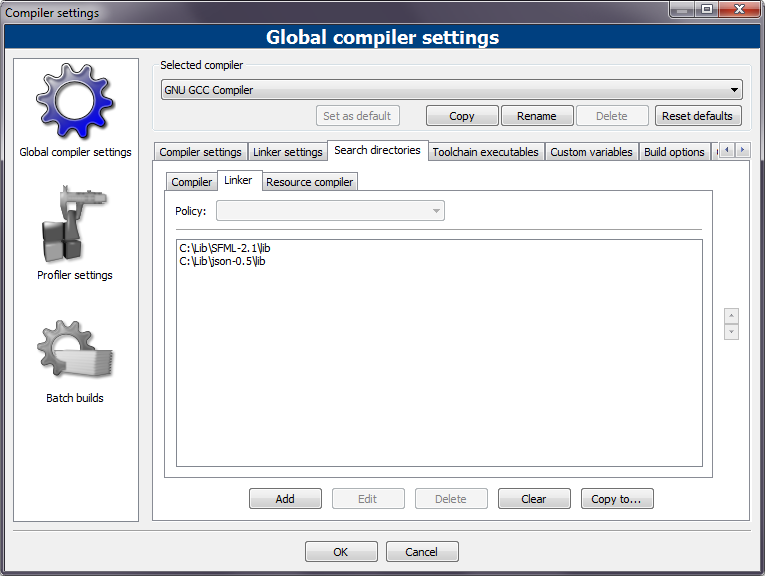 Compiler settings
Global compiler settings
Global compiler settings
Profiler settings
Batch builds
Selected compiler
GNU GCC Compiler
Set as default Copy Rename Delete Reset defaults
Compiler settings Linker settings Search directories Toolchain executables Custom variables Build options
Compiler Linker Resource compiler
Policy:
C:\Lib\SFML-2.1\lib
C:\Lib\json-0.5\lib
Add Edit Delete Clear Copy to...
OK Cancel